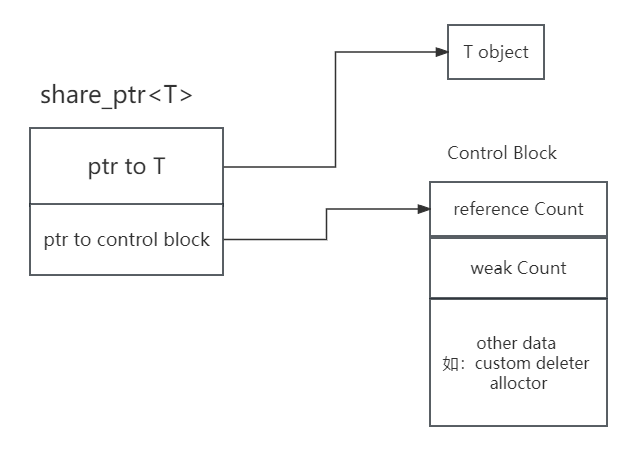 T object
share_ptr<T>
ptr to T
ptr to control block
Control Block
reference Count
weak Count
other data
如：custom deleter
alloctor